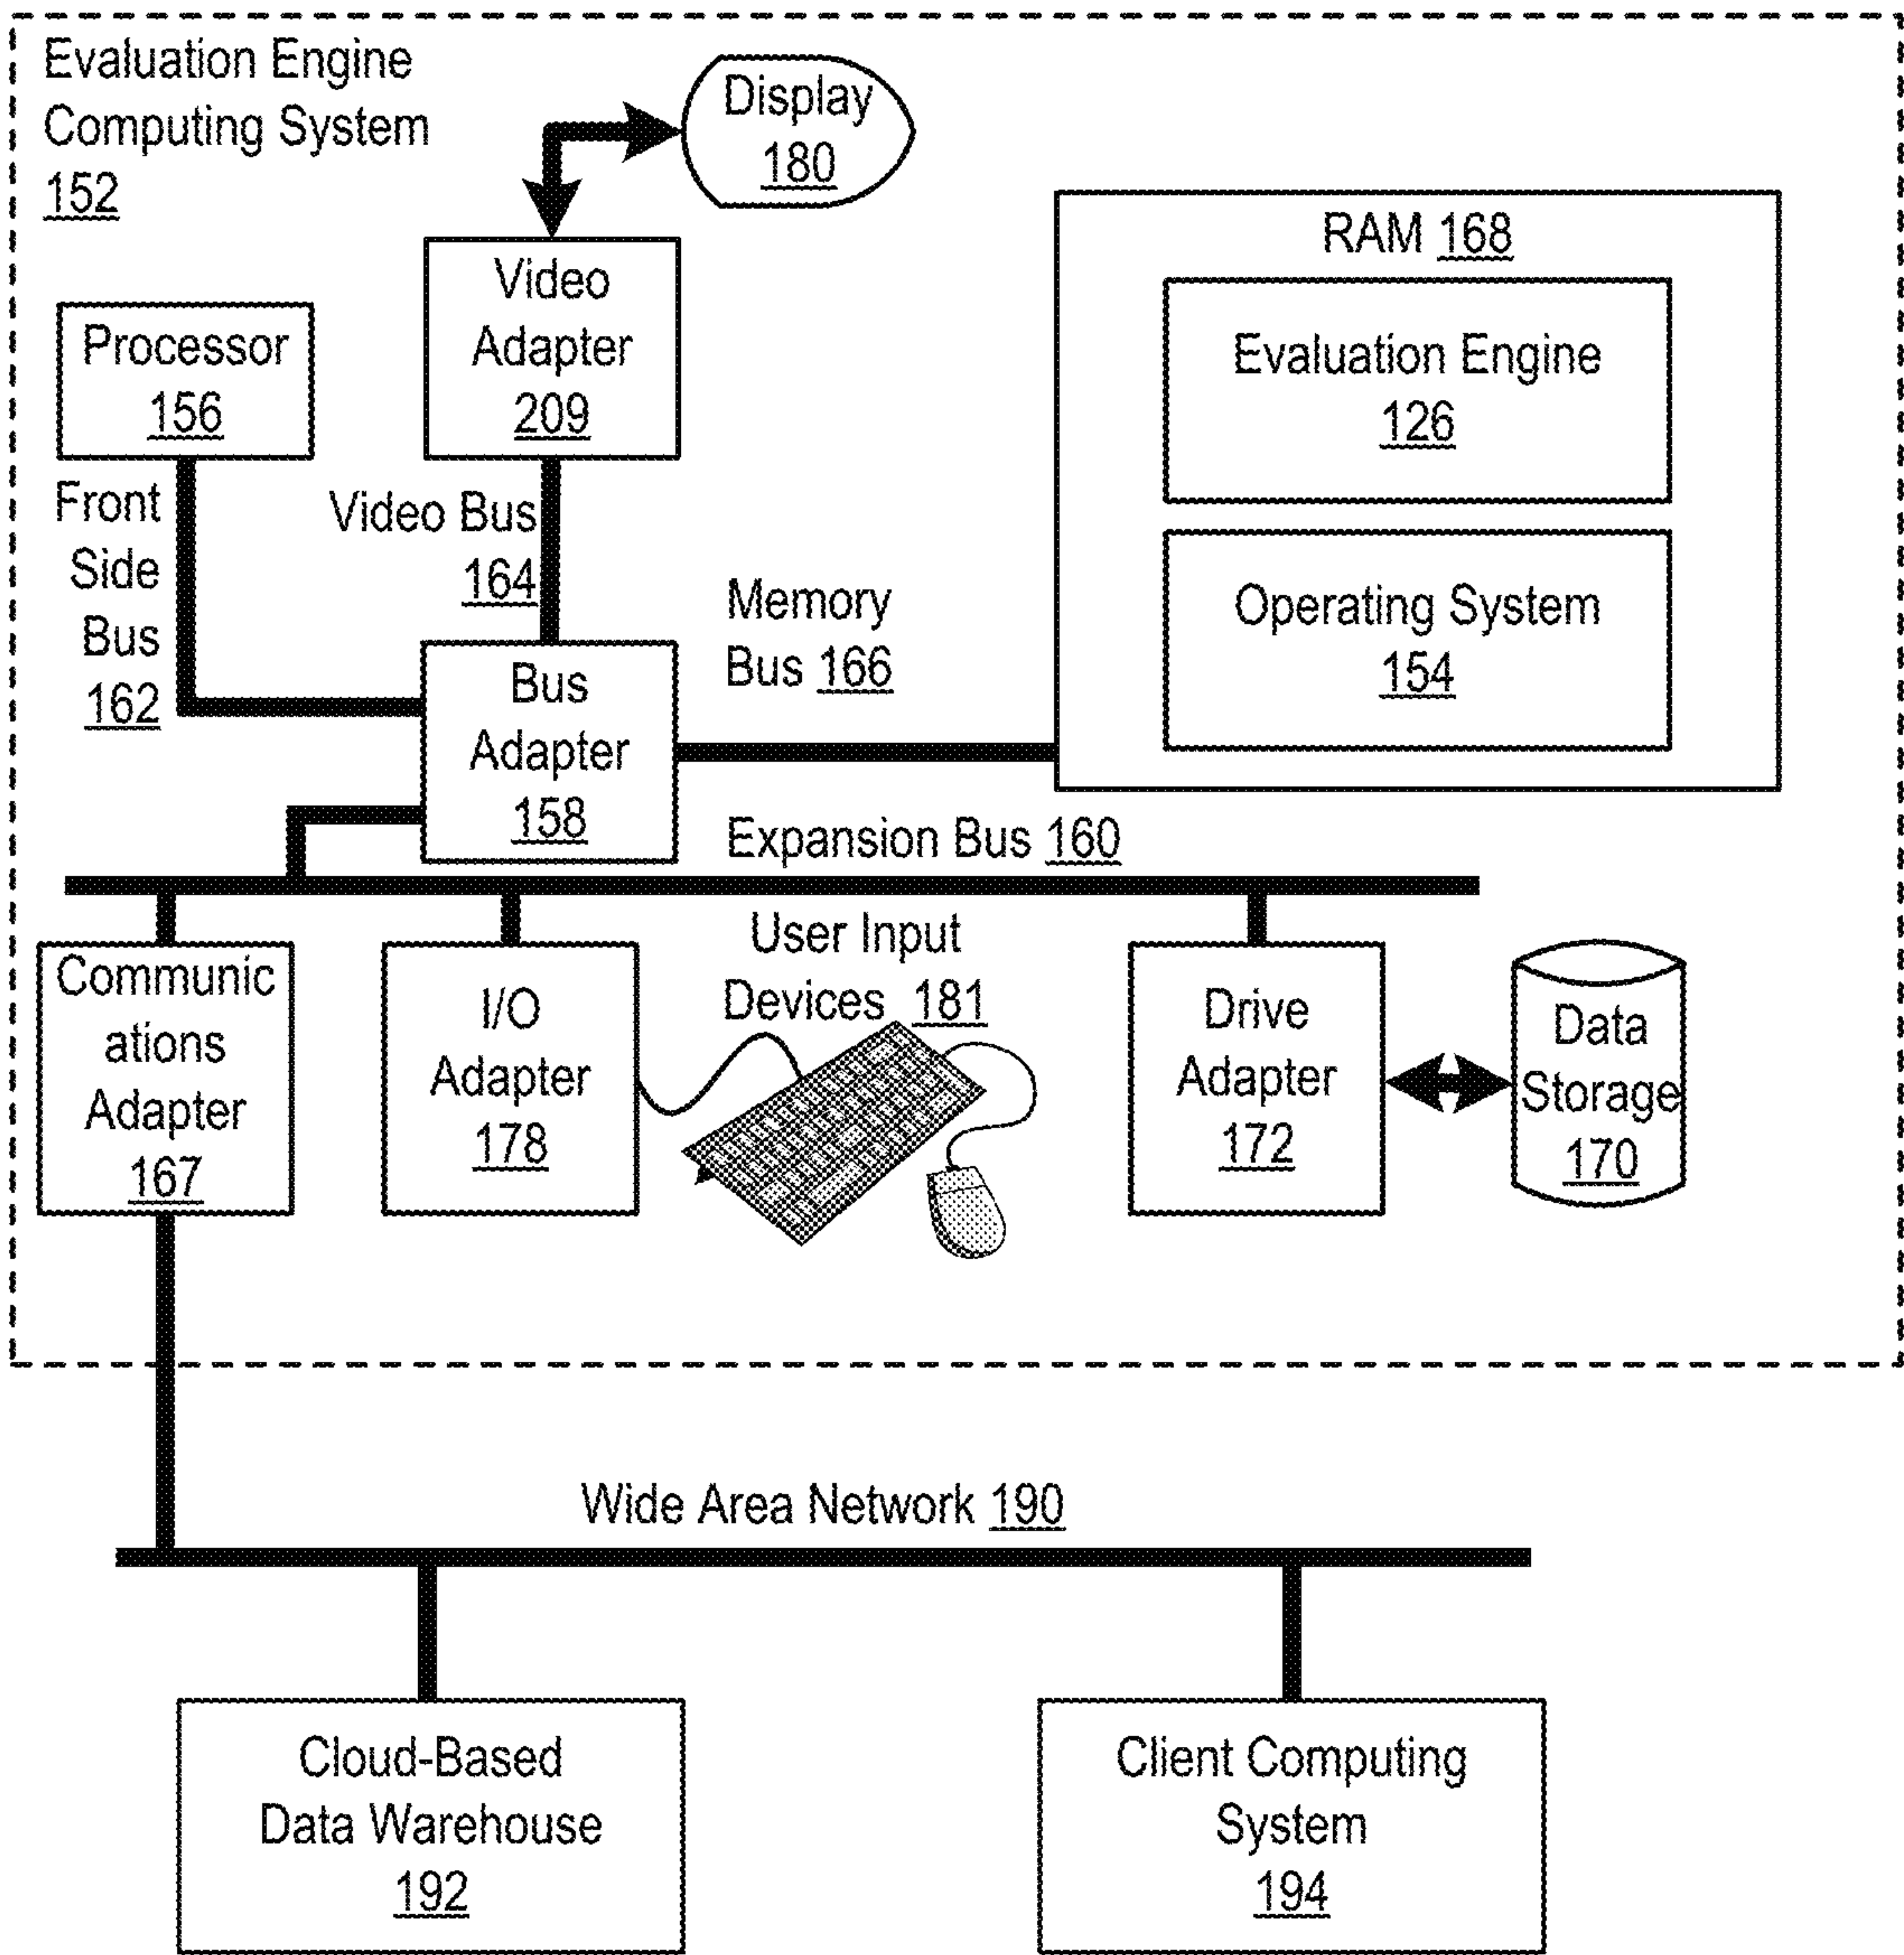 Evaluation Engine
Computing System
152
Display
180
Video
Adapter
209
Processor
156
RAM 168
Evaluation Engine
126
Operating System
154
Front
Side
Bus
162
Video Bus
164
Memory
Bus 166
Bus
Adapter
158
Expansion Bus 160
Communic
ations
Adapter
167
I/O
Adapter
178
User Input
Devices 181
Drive
Adapter
172
Data
Storage
170
Wide Area Network 190
Cloud-Based
Data Warehouse
192
Client Computing
System
194